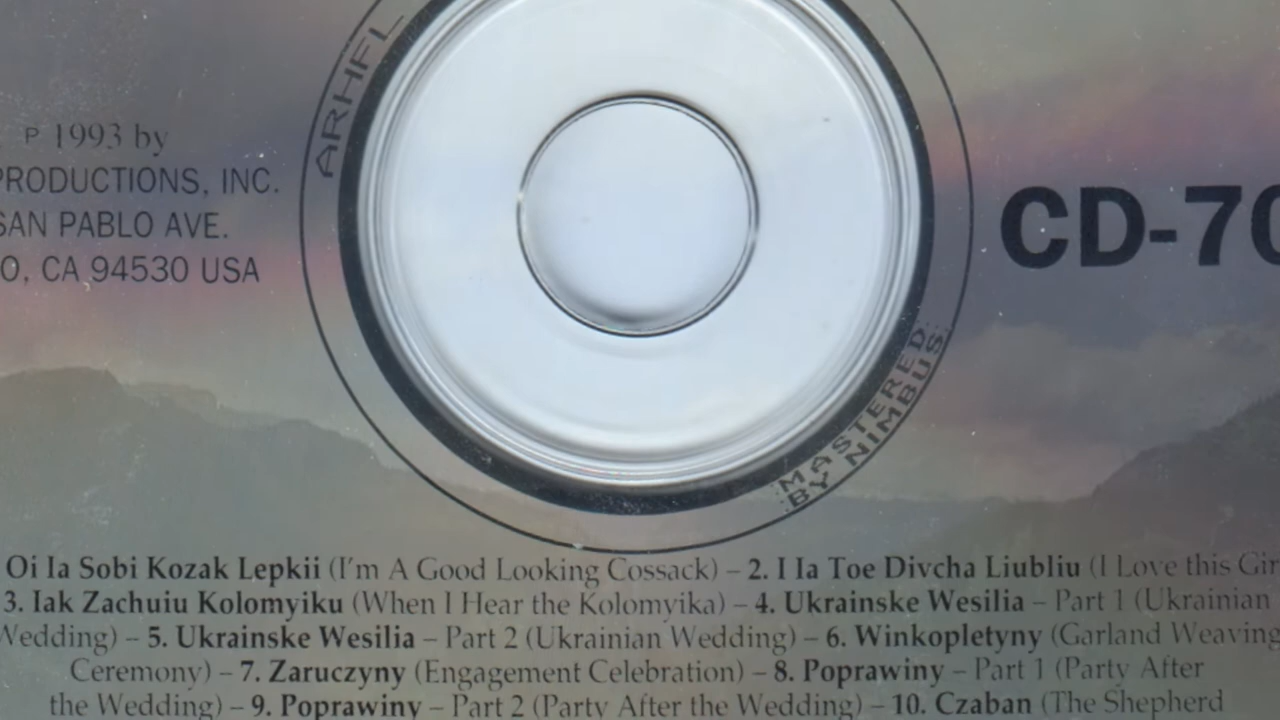 ARHFL
P 1993 by
PRODUCTIONS, INC.
SAN PABLO AVE.
O, CA 94530 USA
CD-70
MASTERED
BY NIMBUS
Oi Ia Sobi Kozak Lepkii (I'm A Good Looking Cossack) – 2. I Ia Toe Divcha Liubliu (I Love this Gir
3. Iak Zachuiu Kolomyiku (When I Hear the Kolomyika) – 4. Ukrainske Wesilia – Part 1 (Ukrainian
Wedding) – 5. Ukrainske Wesilia – Part 2 (Ukrainian Wedding) – 6. Winkopletyny (Garland Weaving
Ceremony) – 7. Zaruczyny (Engagement Celebration) – 8. Poprawiny – Part 1 (Party After
the Wedding) – 9. Poprawiny – Part 2 (Party After the Wedding) – 10. Czaban (The Shepherd